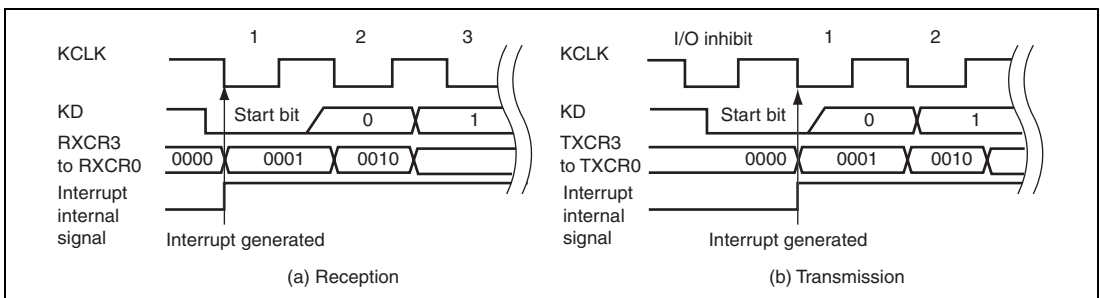 1 2 3
KCLK
KD
Start bit
0 1
RXCR3
to RXCR0
0000 0001 0010
Interrupt
internal
signal
Interrupt generated
(a) Reception
I/O inhibit 1 2
KCLK
KD
Start bit
0 1
TXCR3
to TXCR0
0000 0001 0010
Interrupt
internal
signal
Interrupt generated
(b) Transmission